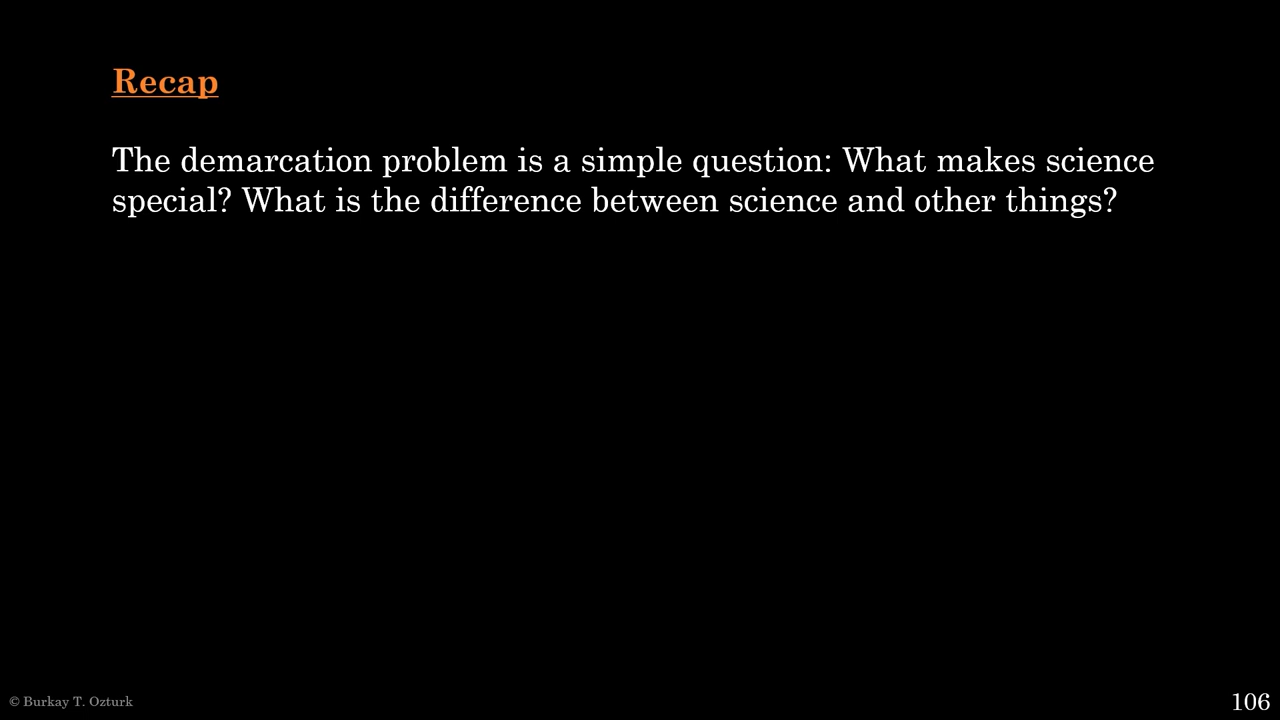 Recap
The demarcation problem is a simple question: What makes science
special? What is the difference between science and other things?
© Burkay T. Ozturk
106